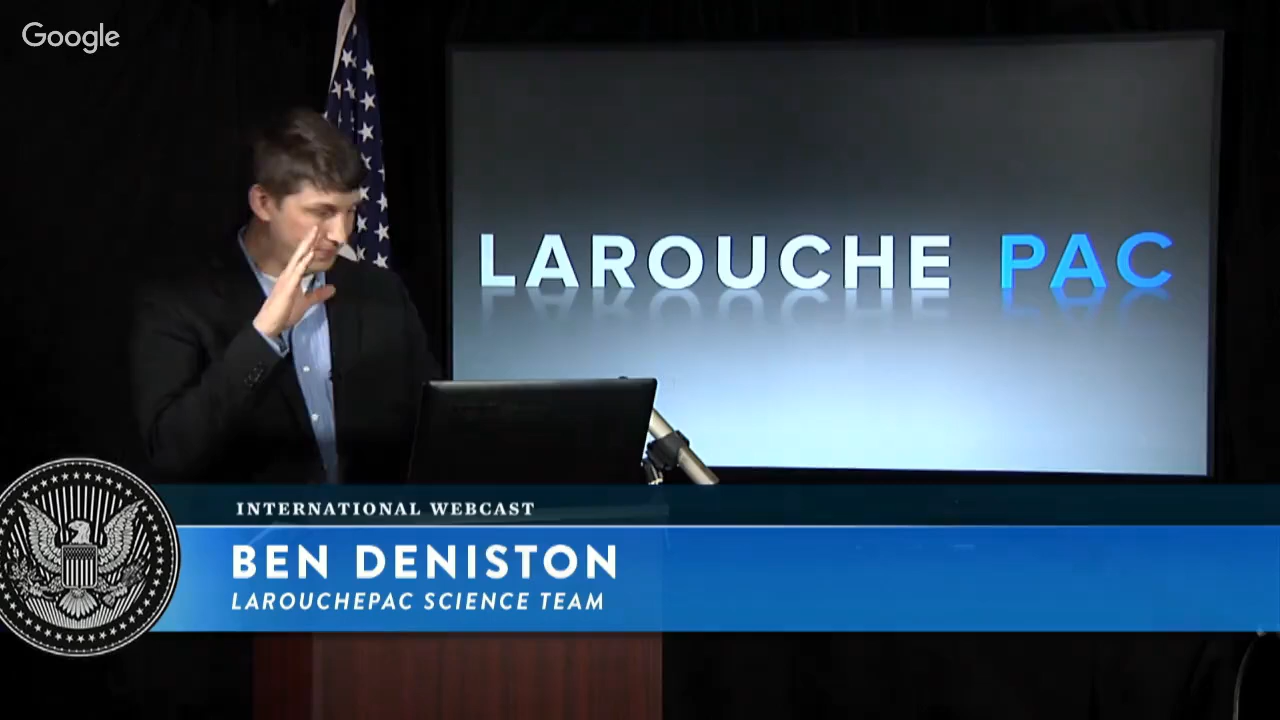 Google
LAROUCHE PAC
INTERNATIONAL WEBCAST
BEN DENISTON
LAROUCHEPAC SCIENCE TEAM